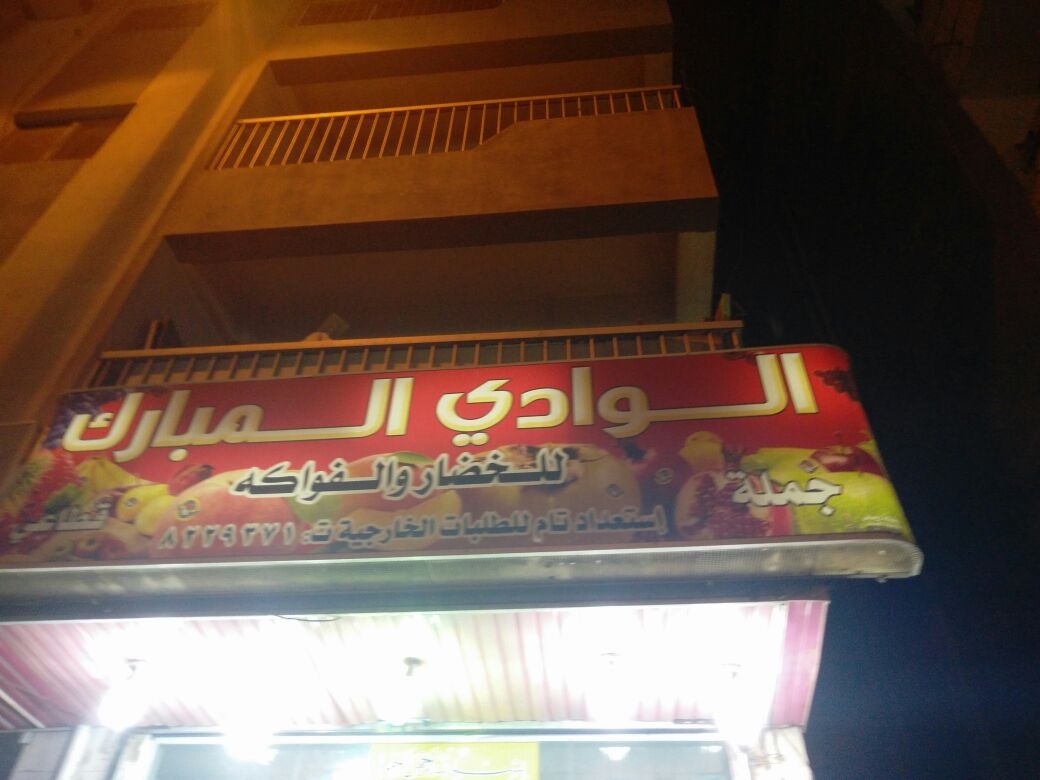 الوادي المبارك
للخضار والفواكه
جملة
قطاعي
إستعداد تام للطلبات الخارجية ت: ٨٢٢٩٣٧١